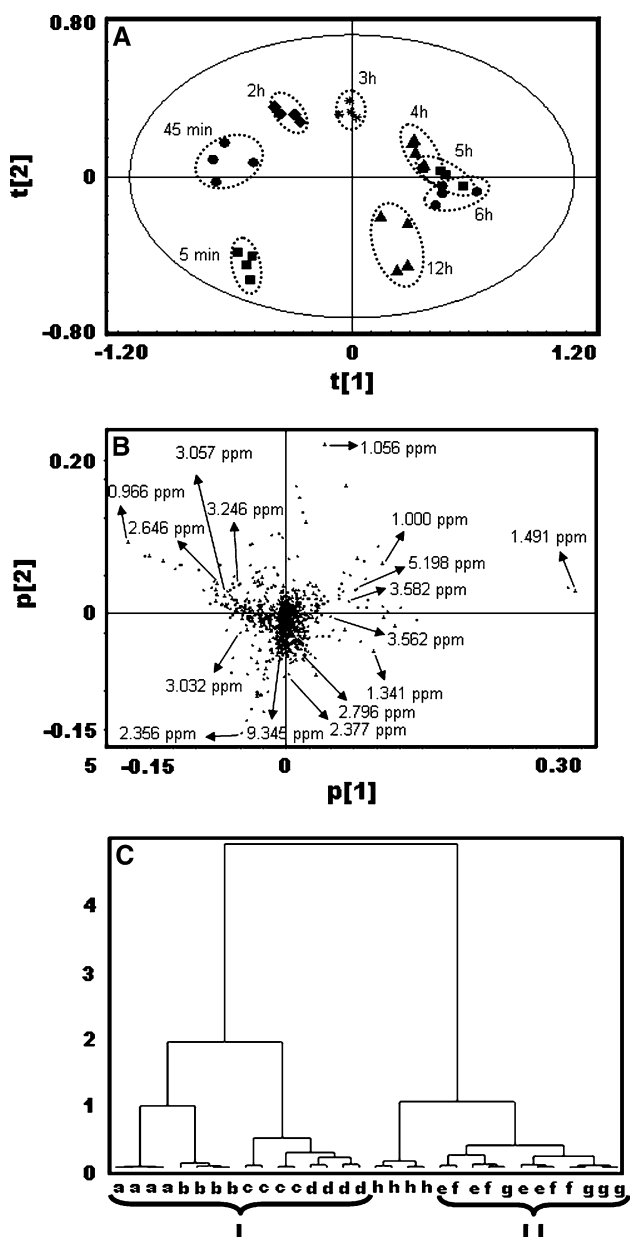 0.80
A
3h
2h
4h
45 min
5h
t[2]
0
6h
5 min
12h
-0.80
-1.20
0
1.20
t[1]
B
3.057 ppm
1.056 ppm
0.20
0.966 ppm
3.246 ppm
2.646 ppm
1.000 ppm
1.491 ppm
5.198 ppm
3.582 ppm
p[2]
0
3.562 ppm
3.032 ppm
1.341 ppm
2.796 ppm
-0.15
2.356 ppm
9.345 ppm
2.377 ppm
5
-0.15
0
0.30
p[1]
C
4
3
2
1
0
a a a a b b b b c c c c d d d d h h h h e f e f g e e f f g g g
I
II